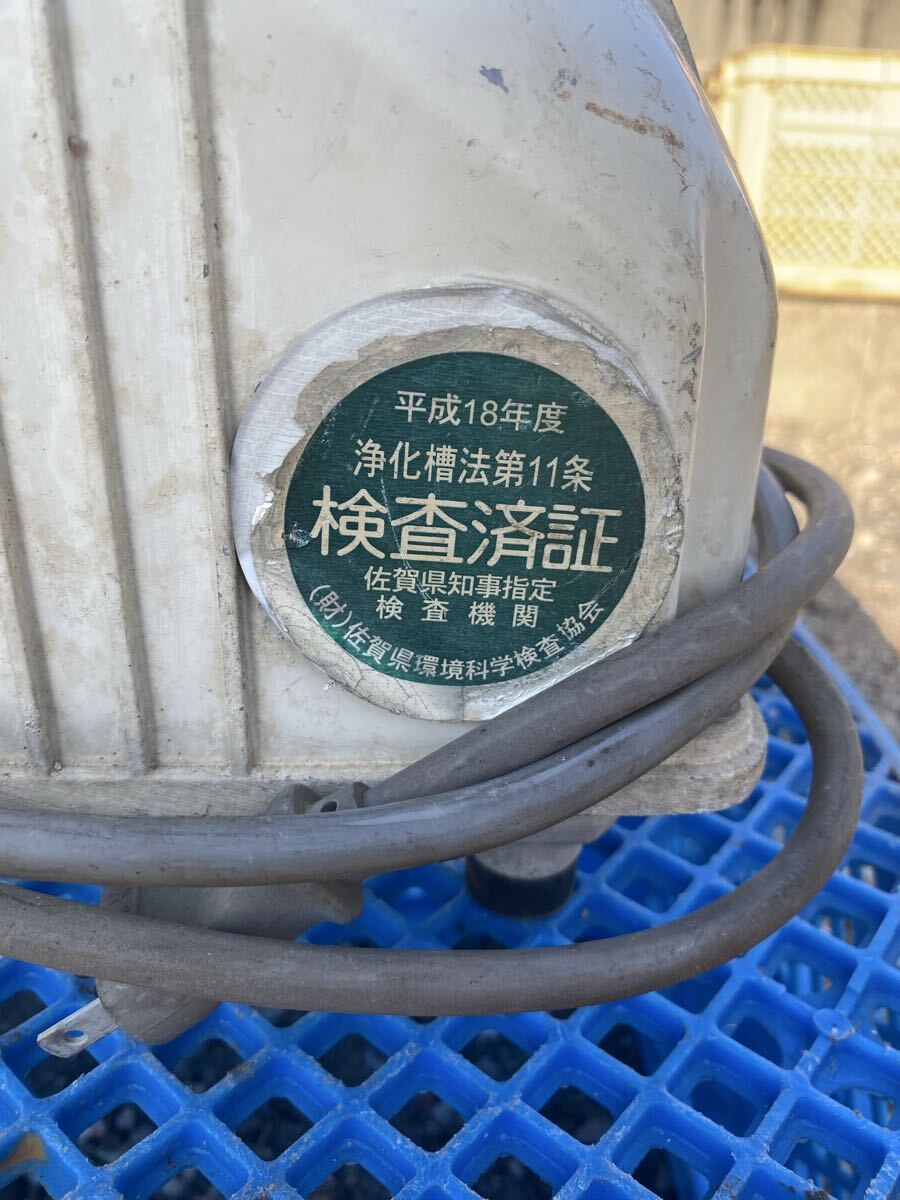 平成18年度
浄化槽法第11条
検査済証
佐賀県知事指定
検査機関
(財)佐賀県環境科学検査協会